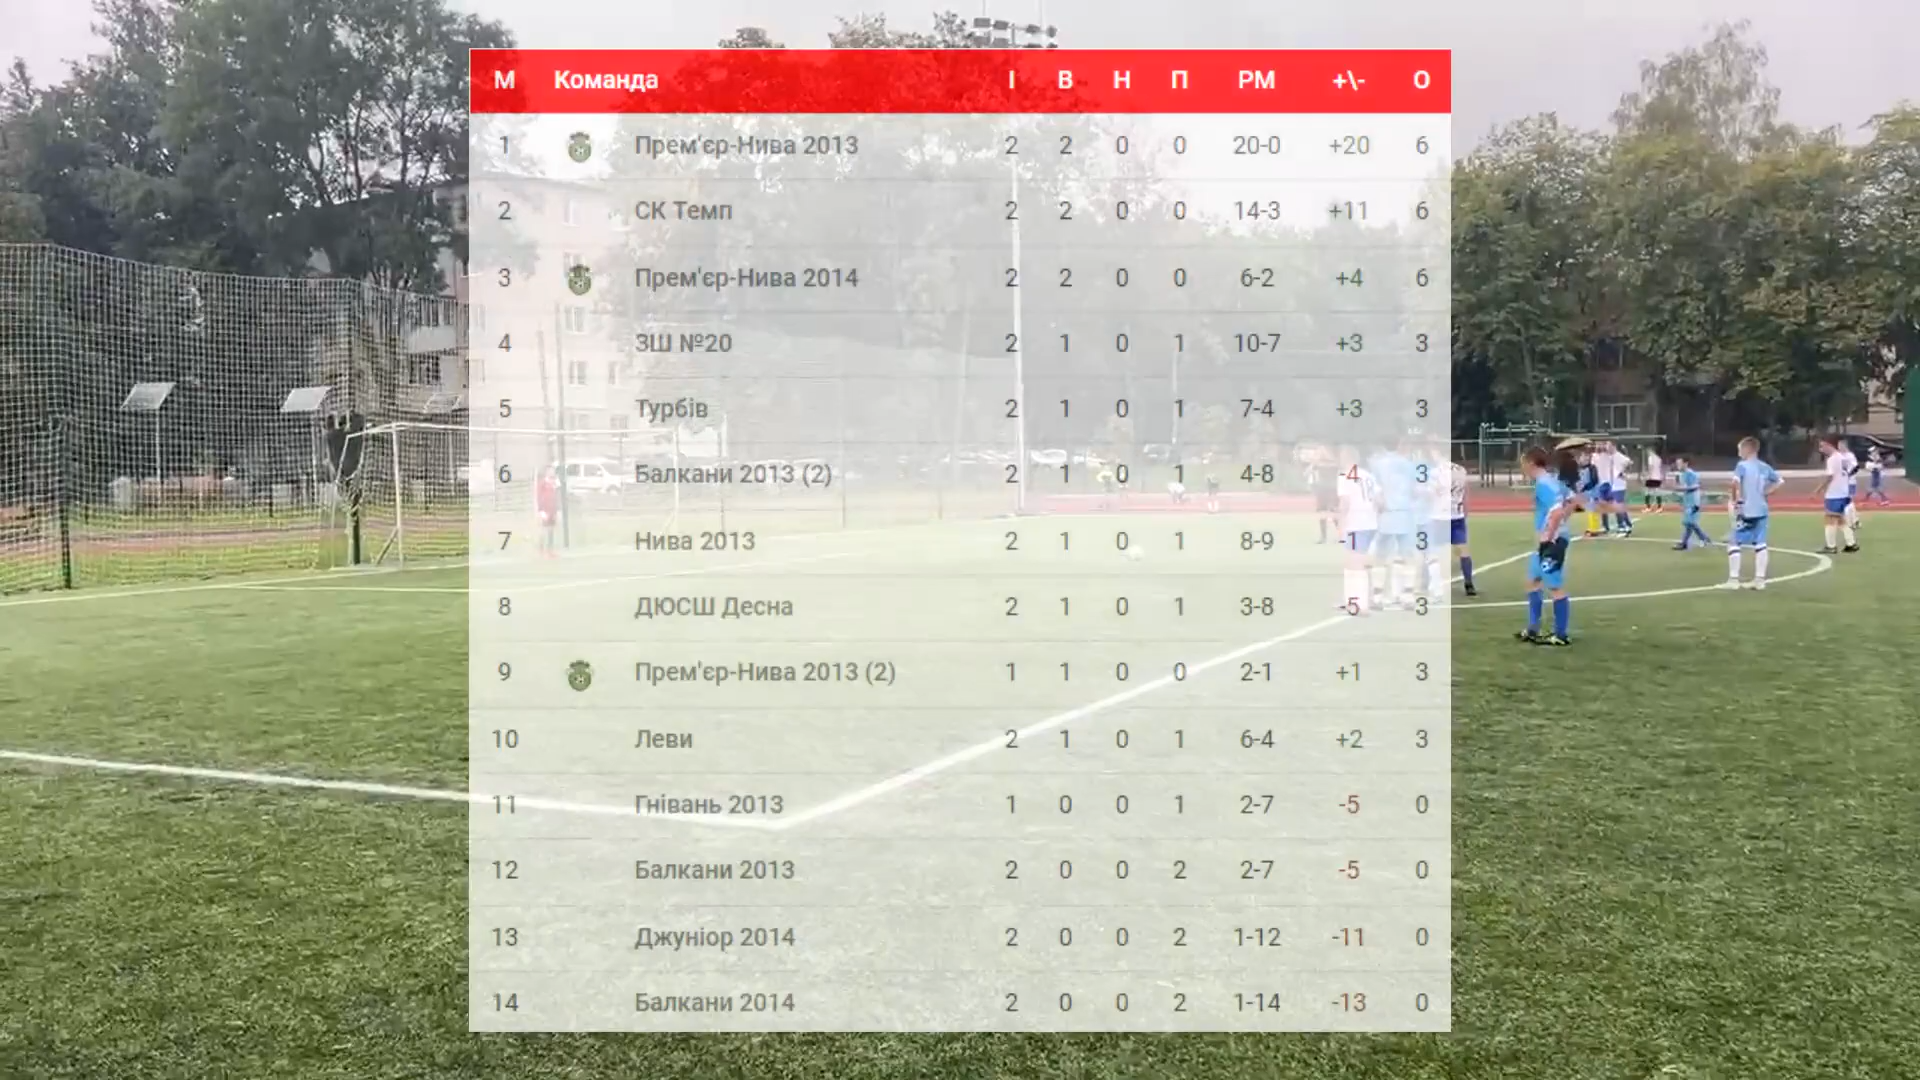 М Команда І В Н П РМ +\- О
1 Прем'єр-Нива 2013 2 2 0 0 20-0 +20 6
2 СК Темп 2 2 0 0 14-3 +11 6
3 Прем'єр-Нива 2014 2 2 0 0 6-2 +4 6
4 ЗШ №20 2 1 0 1 10-7 +3 3
5 Турбів 2 1 0 1 7-4 +3 3
6 Балкани 2013 (2) 2 1 0 1 4-8 -4 3
7 Нива 2013 2 1 0 1 8-9 -1 3
8 ДЮСШ Десна 2 1 0 1 3-8 -5 3
9 Прем'єр-Нива 2013 (2) 1 1 0 0 2-1 +1 3
10 Леви 2 1 0 1 6-4 +2 3
11 Гнівань 2013 1 0 0 1 2-7 -5 0
12 Балкани 2013 2 0 0 2 2-7 -5 0
13 Джуніор 2014 2 0 0 2 1-12 -11 0
14 Балкани 2014 2 0 0 2 1-14 -13 0